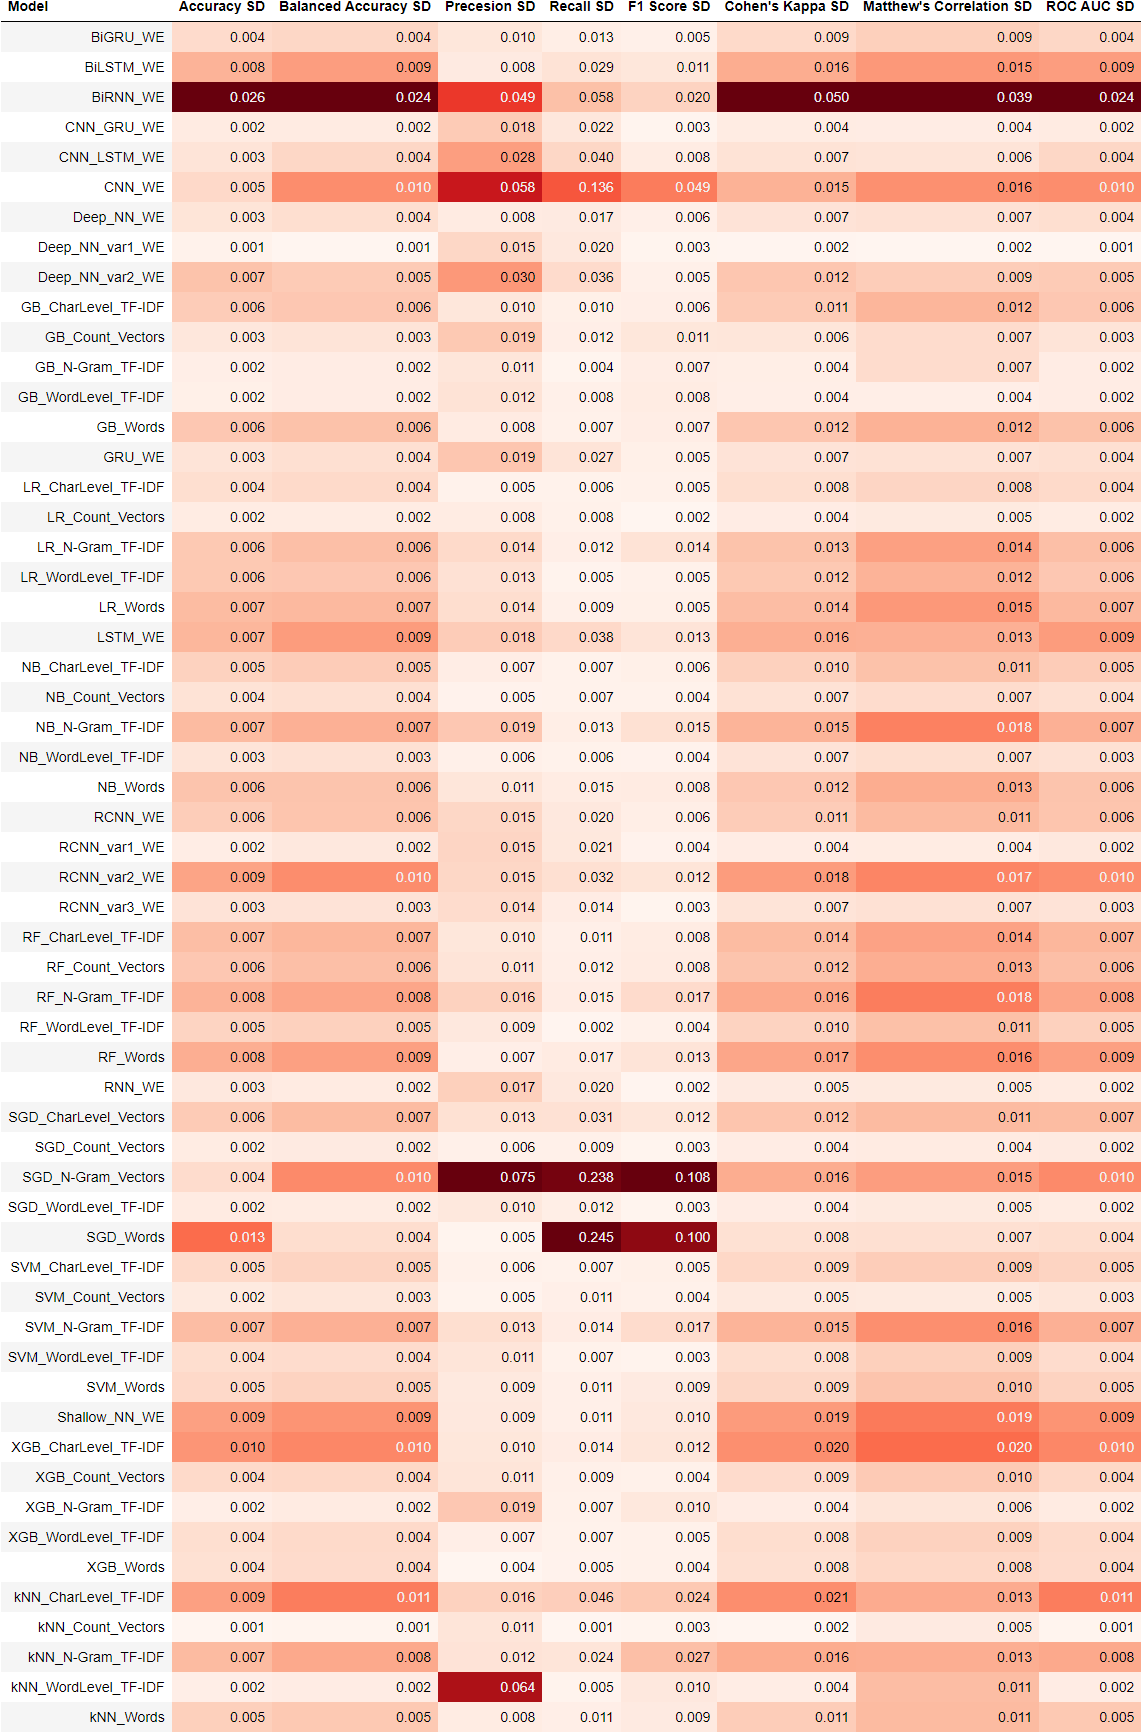 Model Accuracy SD Balanced Accuracy SD Precesion SD Recall SD F1 Score SD Cohen's Kappa SD Matthew's Correlation SD ROC AUC SD
BiGRU_WE 0.004 0.004 0.010 0.013 0.005 0.009 0.009 0.004
BiLSTM_WE 0.008 0.009 0.008 0.029 0.011 0.016 0.015 0.009
BiRNN_WE 0.026 0.024 0.049 0.058 0.020 0.050 0.039 0.024
CNN_GRU_WE 0.002 0.002 0.018 0.022 0.003 0.004 0.004 0.002
CNN_LSTM_WE 0.003 0.004 0.028 0.040 0.008 0.007 0.006 0.004
CNN_WE 0.005 0.010 0.058 0.136 0.049 0.015 0.016 0.010
Deep_NN_WE 0.003 0.004 0.008 0.017 0.006 0.007 0.007 0.004
Deep_NN_var1_WE 0.001 0.001 0.015 0.020 0.003 0.002 0.002 0.001
Deep_NN_var2_WE 0.007 0.005 0.030 0.036 0.005 0.012 0.009 0.005
GB_CharLevel_TF-IDF 0.006 0.006 0.010 0.010 0.006 0.011 0.012 0.006
GB_Count_Vectors 0.003 0.003 0.019 0.012 0.011 0.006 0.007 0.003
GB_N-Gram_TF-IDF 0.002 0.002 0.011 0.004 0.007 0.004 0.007 0.002
GB_WordLevel_TF-IDF 0.002 0.002 0.012 0.008 0.008 0.004 0.004 0.002
GB_Words 0.006 0.006 0.008 0.007 0.007 0.012 0.012 0.006
GRU_WE 0.003 0.004 0.019 0.027 0.005 0.007 0.007 0.004
LR_CharLevel_TF-IDF 0.004 0.004 0.005 0.006 0.005 0.008 0.008 0.004
LR_Count_Vectors 0.002 0.002 0.008 0.008 0.002 0.004 0.005 0.002
LR_N-Gram_TF-IDF 0.006 0.006 0.014 0.012 0.014 0.013 0.014 0.006
LR_WordLevel_TF-IDF 0.006 0.006 0.013 0.005 0.005 0.012 0.012 0.006
LR_Words 0.007 0.007 0.014 0.009 0.005 0.014 0.015 0.007
LSTM_WE 0.007 0.009 0.018 0.038 0.013 0.016 0.013 0.009
NB_CharLevel_TF-IDF 0.005 0.005 0.007 0.007 0.006 0.010 0.011 0.005
NB_Count_Vectors 0.004 0.004 0.005 0.007 0.004 0.007 0.007 0.004
NB_N-Gram_TF-IDF 0.007 0.007 0.019 0.013 0.015 0.015 0.018 0.007
NB_WordLevel_TF-IDF 0.003 0.003 0.006 0.006 0.004 0.007 0.007 0.003
NB_Words 0.006 0.006 0.011 0.015 0.008 0.012 0.013 0.006
RCNN_WE 0.006 0.006 0.015 0.020 0.006 0.011 0.011 0.006
RCNN_var1_WE 0.002 0.002 0.015 0.021 0.004 0.004 0.004 0.002
RCNN_var2_WE 0.009 0.010 0.015 0.032 0.012 0.018 0.017 0.010
RCNN_var3_WE 0.003 0.003 0.014 0.014 0.003 0.007 0.007 0.003
RF_CharLevel_TF-IDF 0.007 0.007 0.010 0.011 0.008 0.014 0.014 0.007
RF_Count_Vectors 0.006 0.006 0.011 0.012 0.008 0.012 0.013 0.006
RF_N-Gram_TF-IDF 0.008 0.008 0.016 0.015 0.017 0.016 0.018 0.008
RF_WordLevel_TF-IDF 0.005 0.005 0.009 0.002 0.004 0.010 0.011 0.005
RF_Words 0.008 0.009 0.007 0.017 0.013 0.017 0.016 0.009
RNN_WE 0.003 0.002 0.017 0.020 0.002 0.005 0.005 0.002
SGD_CharLevel_Vectors 0.006 0.007 0.013 0.031 0.012 0.012 0.011 0.007
SGD_Count_Vectors 0.002 0.002 0.006 0.009 0.003 0.004 0.004 0.002
SGD_N-Gram_Vectors 0.004 0.010 0.075 0.238 0.108 0.016 0.015 0.010
SGD_WordLevel_TF-IDF 0.002 0.002 0.010 0.012 0.003 0.004 0.005 0.002
SGD_Words 0.013 0.004 0.005 0.245 0.100 0.008 0.007 0.004
SVM_CharLevel_TF-IDF 0.005 0.005 0.006 0.007 0.005 0.009 0.009 0.005
SVM_Count_Vectors 0.002 0.003 0.005 0.011 0.004 0.005 0.005 0.003
SVM_N-Gram_TF-IDF 0.007 0.007 0.013 0.014 0.017 0.015 0.016 0.007
SVM_WordLevel_TF-IDF 0.004 0.004 0.011 0.007 0.003 0.008 0.009 0.004
SVM_Words 0.005 0.005 0.009 0.011 0.009 0.009 0.010 0.005
Shallow_NN_WE 0.009 0.009 0.009 0.011 0.010 0.019 0.019 0.009
XGB_CharLevel_TF-IDF 0.010 0.010 0.010 0.014 0.012 0.020 0.020 0.010
XGB_Count_Vectors 0.004 0.004 0.011 0.009 0.004 0.009 0.010 0.004
XGB_N-Gram_TF-IDF 0.002 0.002 0.019 0.007 0.010 0.004 0.006 0.002
XGB_WordLevel_TF-IDF 0.004 0.004 0.007 0.007 0.005 0.008 0.009 0.004
XGB_Words 0.004 0.004 0.004 0.005 0.004 0.008 0.008 0.004
kNN_CharLevel_TF-IDF 0.009 0.011 0.016 0.046 0.024 0.021 0.013 0.011
kNN_Count_Vectors 0.001 0.001 0.011 0.001 0.003 0.002 0.005 0.001
kNN_N-Gram_TF-IDF 0.007 0.008 0.012 0.024 0.027 0.016 0.013 0.008
kNN_WordLevel_TF-IDF 0.002 0.002 0.064 0.005 0.010 0.004 0.011 0.002
kNN_Words 0.005 0.005 0.008 0.011 0.009 0.011 0.011 0.005